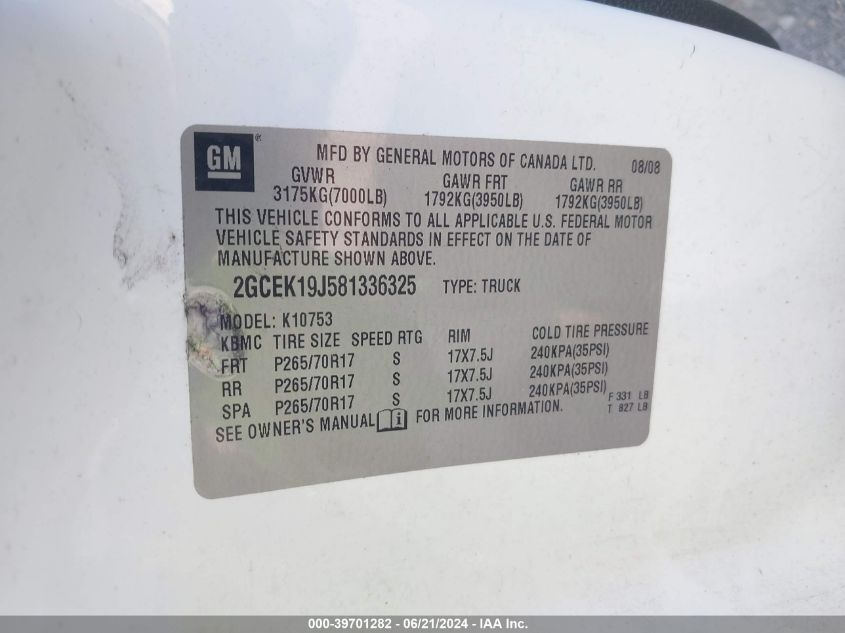 GM ®
MFD BY GENERAL MOTORS OF CANADA LTD. 08/08
GVWR GAWR FRT GAWR RR
3175KG(7000LB) 1792KG(3950LB) 1792KG(3950LB)
THIS VEHICLE CONFORMS TO ALL APPLICABLE U.S. FEDERAL MOTOR
VEHICLE SAFETY STANDARDS IN EFFECT ON THE DATE OF
MANUFACTURE SHOWN ABOVE.
2GCEK19J581336325 TYPE: TRUCK
MODEL: K10753
KBMC TIRE SIZE SPEED RTG RIM COLD TIRE PRESSURE
FRT P265/70R17 S 17X7.5J 240KPA(35PSI)
RR P265/70R17 S 17X7.5J 240KPA(35PSI)
SPA P265/70R17 S 17X7.5J 240KPA(35PSI)
F 331 LB
T 827 LB
SEE OWNER'S MANUAL i FOR MORE INFORMATION.
000-39701282 - 06/21/2024 - IAA Inc.